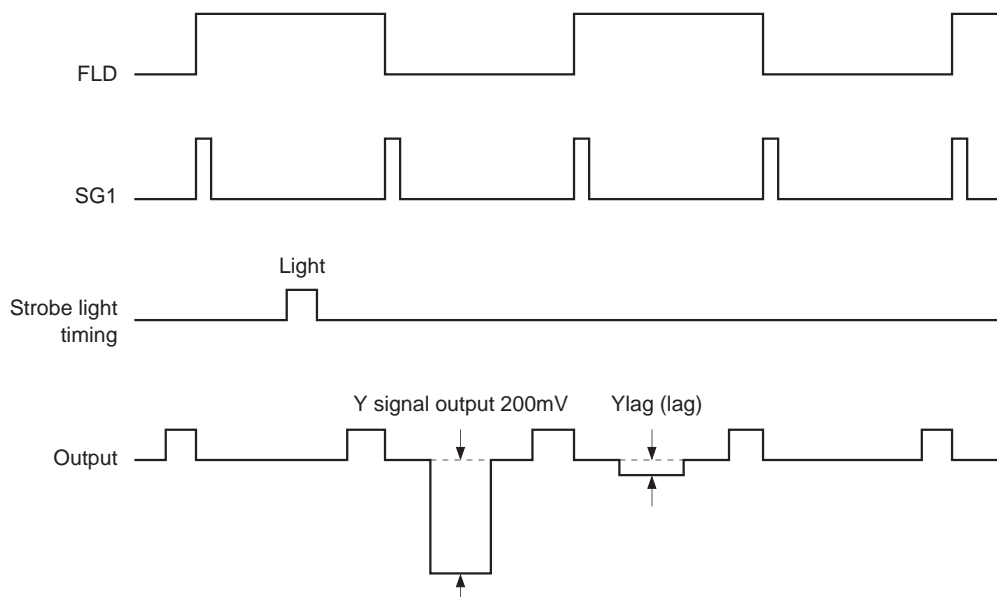 FLD
SG1
Light
Strobe light
timing
Y signal output 200mV
Ylag (lag)
Output